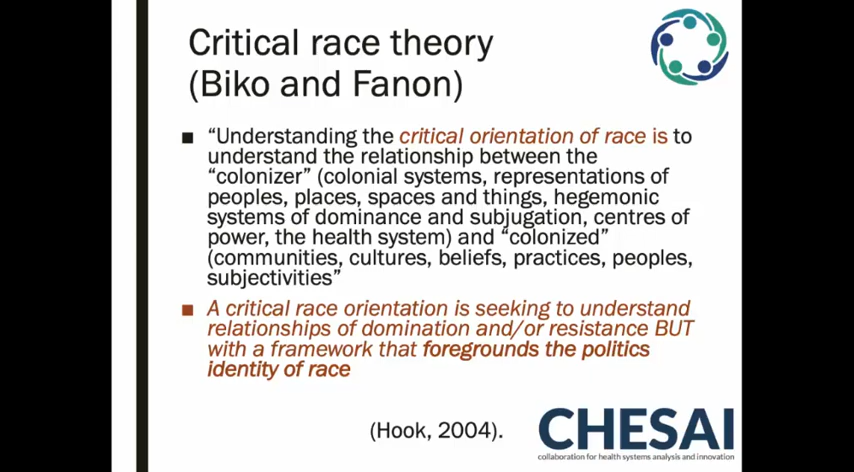 Critical race theory
(Biko and Fanon)
■ “Understanding the critical orientation of race is to
understand the relationship between the
“colonizer” (colonial systems, representations of
peoples, places, spaces and things, hegemonic
systems of dominance and subjugation, centres of
power, the health system) and “colonized”
(communities, cultures, beliefs, practices, peoples,
subjectivities”
■ A critical race orientation is seeking to understand
relationships of domination and/or resistance BUT
with a framework that foregrounds the politics
identity of race
(Hook, 2004).
CHESAI
collaboration for health systems analysis and innovation